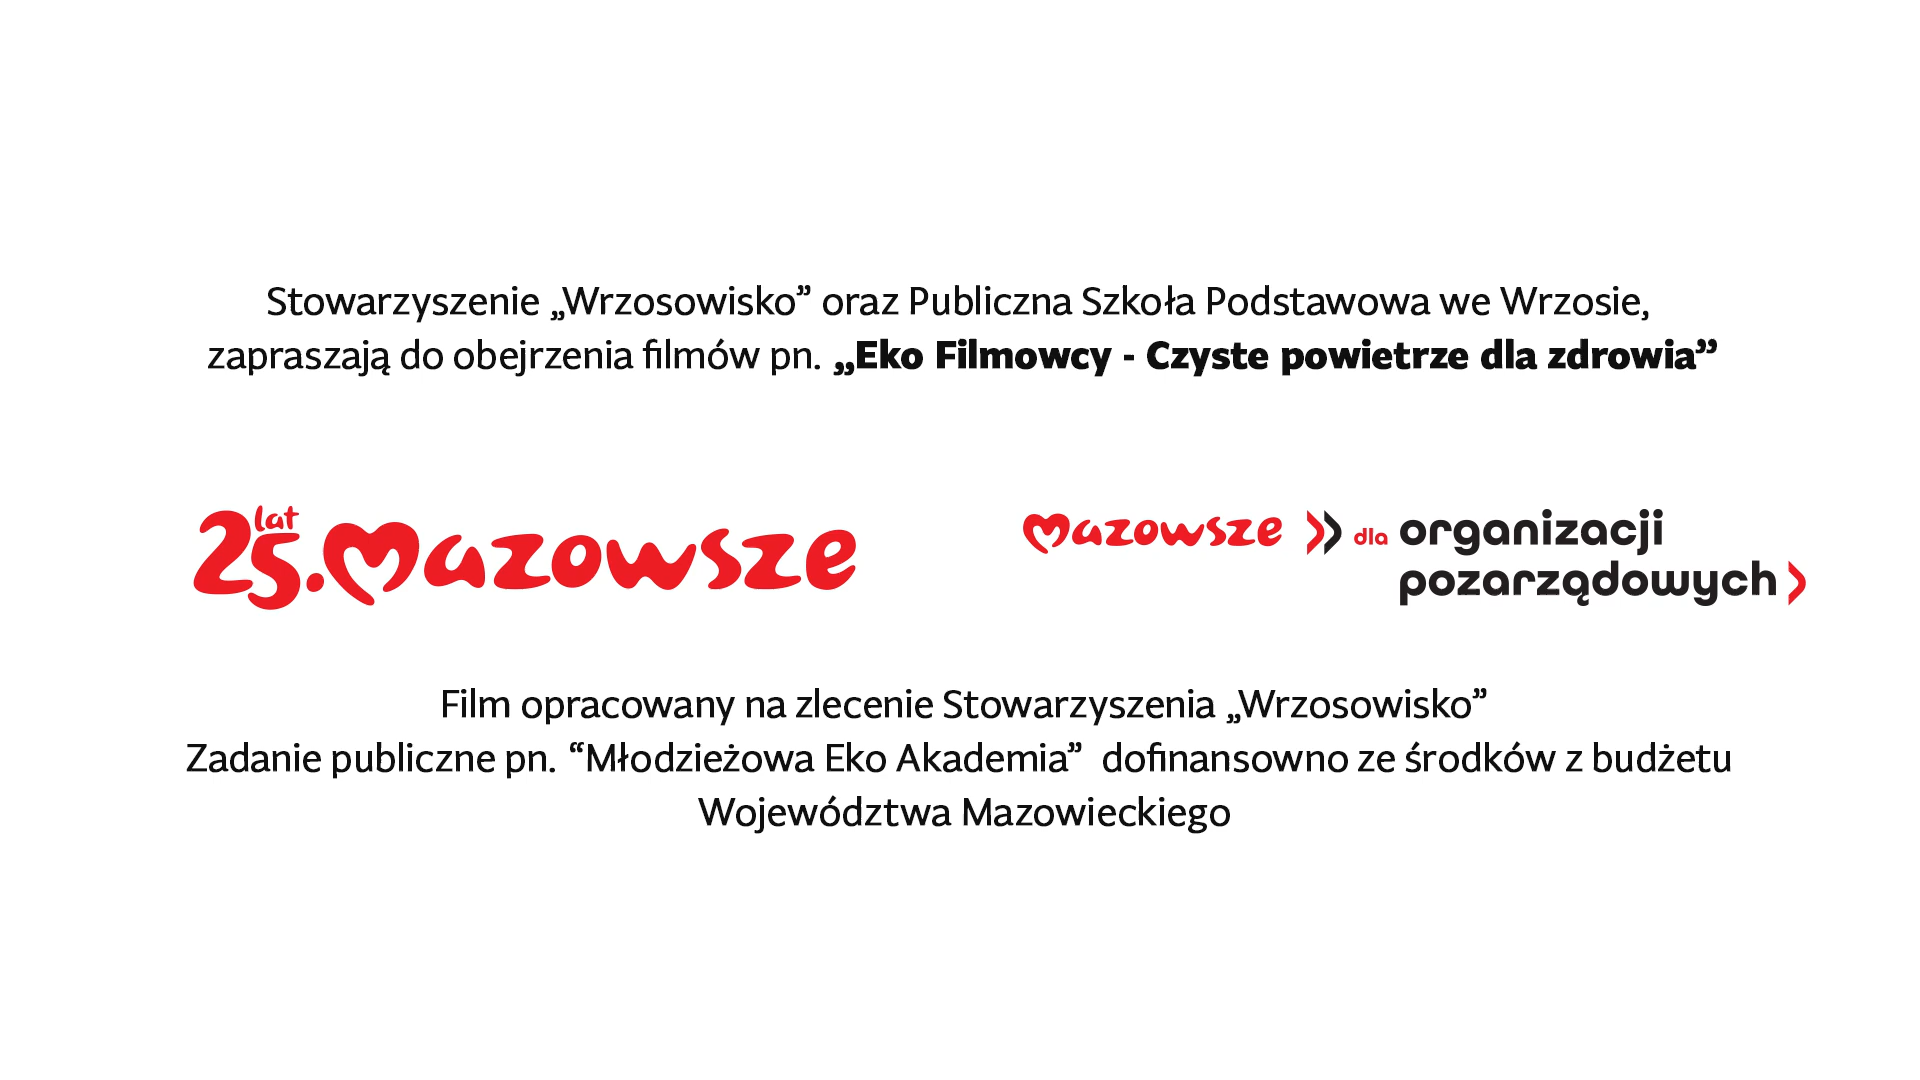 Stowarzyszenie „Wrzosowisko” oraz Publiczna Szkoła Podstawowa we Wrzosie,
zapraszają do obejrzenia filmów pn. „Eko Filmowcy - Czyste powietrze dla zdrowia”
25 lat. Mazowsze
mazowsze dla organizacji
pozarządowych
Film opracowany na zlecenie Stowarzyszenia „Wrzosowisko”
Zadanie publiczne pn. “Młodzieżowa Eko Akademia” dofinansowno ze środków z budżetu
Województwa Mazowieckiego